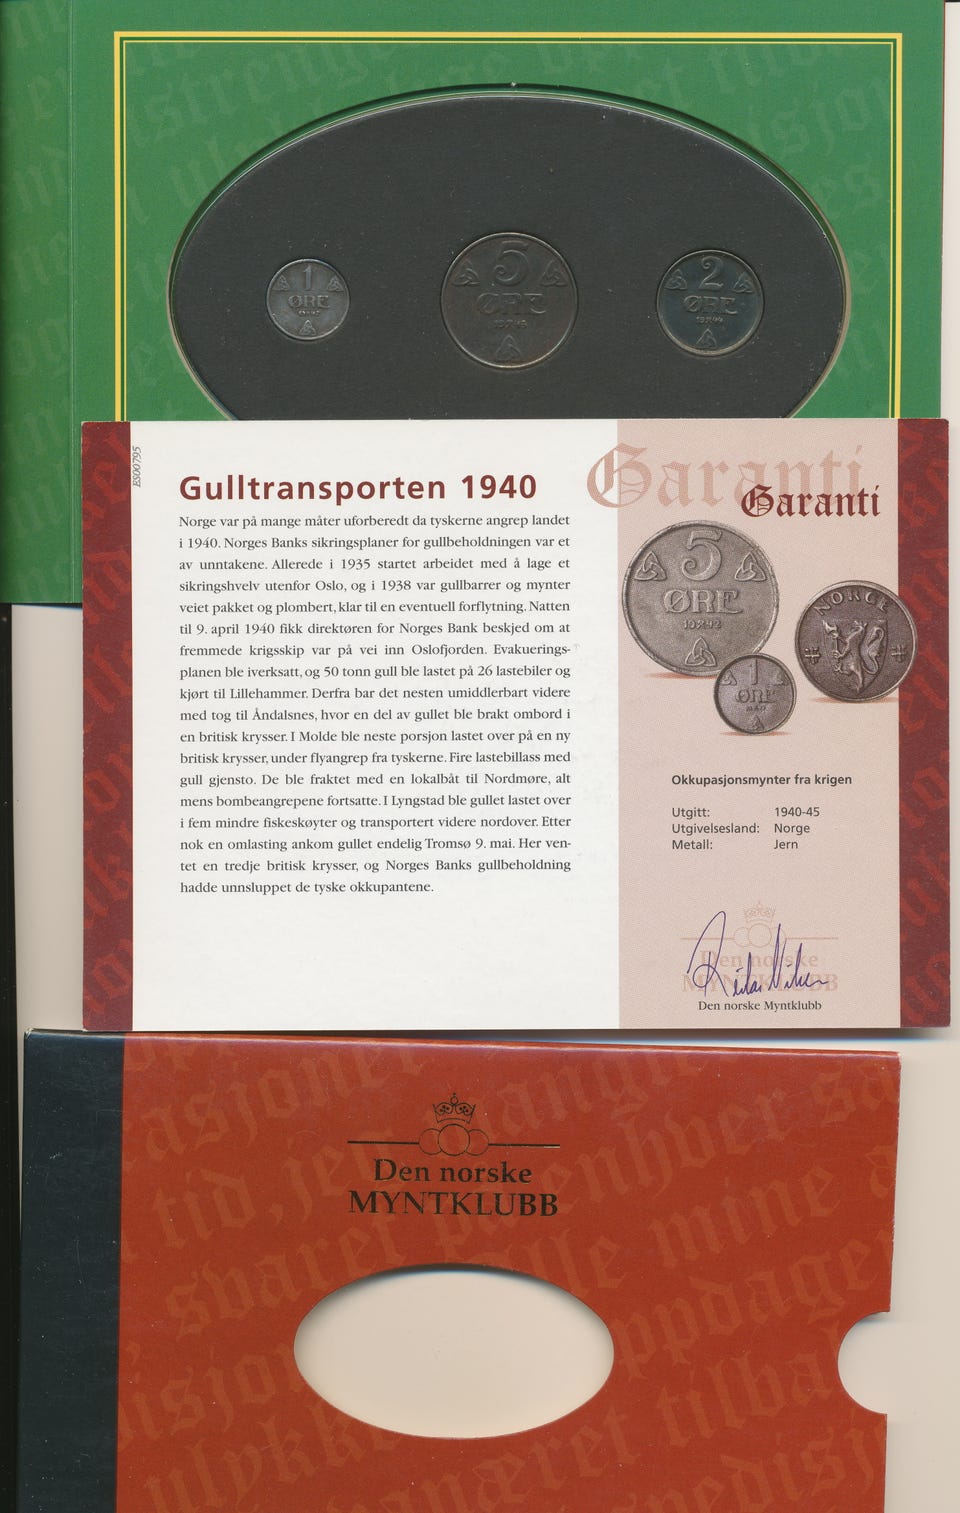 1
ØRE
5
ØRE
2
ØRE
ES00795
Gulltransporten 1940
Norge var på mange måter uforberedt da tyskerne angrep landet
i 1940. Norges Banks sikringsplaner for gullbeholdningen var et
av unntakene. Allerede i 1935 startet arbeidet med å lage et
sikringshvelv utenfor Oslo, og i 1938 var gullbarrer og mynter
veiet pakket og plombert, klar til en eventuell forflytning. Natten
til 9. april 1940 fikk direktøren for Norges Bank beskjed om at
fremmede krigsskip var på vei inn Oslofjorden. Evakuerings-
planen ble iverksatt, og 50 tonn gull ble lastet på 26 lastebiler og
kjørt til Lillehammer. Derfra bar det nesten umiddlerbart videre
med tog til Åndalsnes, hvor en del av gullet ble brakt ombord i
en britisk krysser. I Molde ble neste porsjon lastet over på en ny
britisk krysser, under flyangrep fra tyskerne. Fire lastebillass med
gull gjensto. De ble fraktet med en lokalbåt til Nordmøre, alt
mens bombeangrepene fortsatte. I Lyngstad ble gullet lastet over
i fem mindre fiskeskøyter og transportert videre nordover. Etter
nok en omlasting ankom gullet endelig Tromsø 9. mai. Her ven-
tet en tredje britisk krysser, og Norges Banks gullbeholdning
hadde unnsluppet de tyske okkupantene.
Garanti
Garanti
5
ØRE
1942
NORGE
1
ØRE
Okkupasjonsmynter fra krigen
Utgitt: 1940-45
Utgivelsesland: Norge
Metall: Jern
Den norske
MYNTKLUBB
Den norske Myntklubb
Den norske
MYNTKLUBB